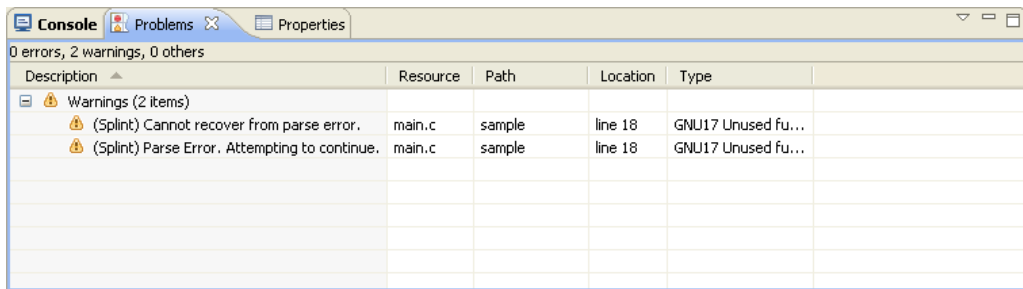 Console Problems Properties
0 errors, 2 warnings, 0 others
Description Resource Path Location Type
Warnings (2 items)
(Splint) Cannot recover from parse error. main.c sample line 18 GNU17 Unused fu...
(Splint) Parse Error. Attempting to continue. main.c sample line 18 GNU17 Unused fu...